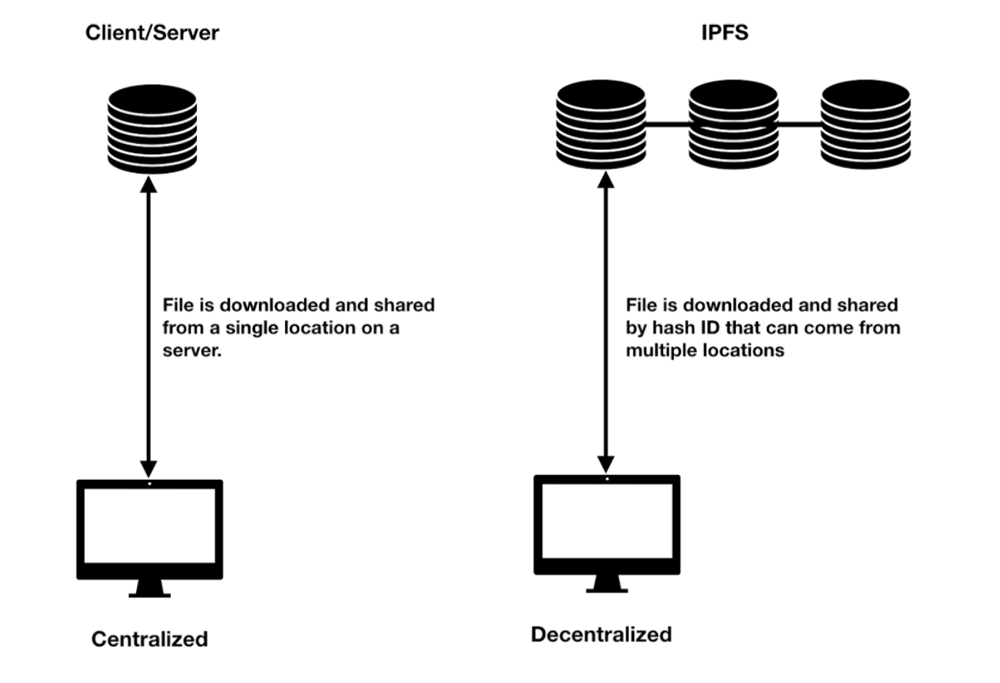 Client/Server
IPFS
File is downloaded and shared
from a single location on a
server.
File is downloaded and shared
by hash ID that can come from
multiple locations
Centralized
Decentralized